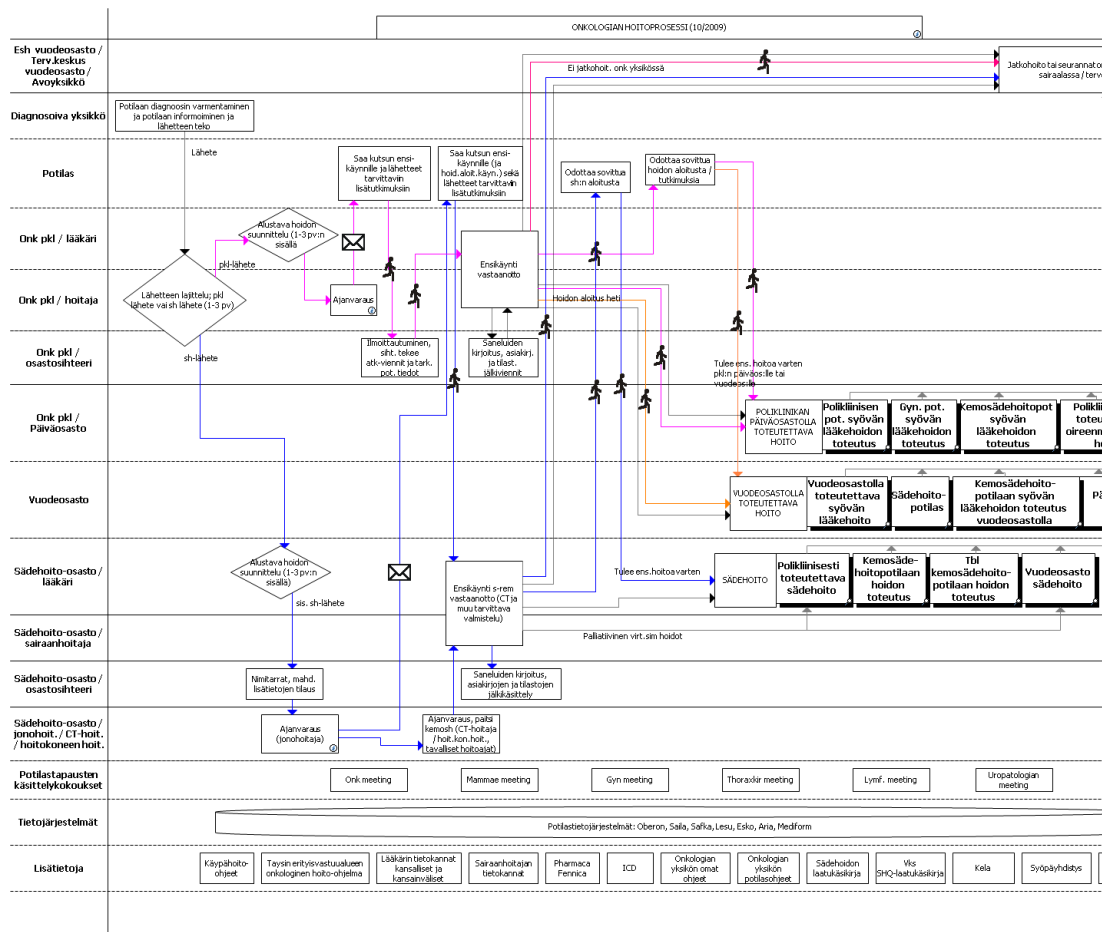 ONKOLOGIAN HOITOPROSESSI (10/2009)
Esh vuodeosasto /
Terv.keskus
vuodeosasto /
Avoyksikkö
Ei jatkohoit. onk yksikössä
Jatkohoito tai seurannato
sairaalassa / terv
Diagnosoiva yksikkö
Potilaan diagnoosin varmentaminen
ja potilaan informoiminen ja
lähetteen teko
Lähete
Potilas
Saa kutsun ensi-
käynnille ja lähetteet
tarvittaviin
lisätutkimuksiin
Saa kutsun ensi-
käynnille (ja
hoid.aloit.käyn.) sekä
lähetteet tarvittaviin
lisätutkimuksiin
Odottaa sovittua
sh:n aloitusta
Odottaa sovittua
hoidon aloitusta /
tutkimuksia
Onk pkl / lääkäri
Alustava hoidon
suunnittelu (1-3 pv:n
sisällä
pkl-lähete
Ensikäynti
vastaanotto
Onk pkl / hoitaja
Lähetteen lajittelu; pkl
lähete vai sh lähete (1-3 pv)
Ajanvaraus
Hoidon aloitus heti
Onk pkl /
osastosihteeri
sh-lähete
Ilmoittautuminen,
siht. tekee
atk-viennit ja tark.
pot. tiedot
Saneluiden
kirjoitus, asiakirj.
ja tilast.
jälkiviennit
Tulee ens. hoitoa varten
pkl:n päiväos:lle tai
vuodeos:lle
Onk pkl /
Päiväosasto
POLIKLINIKAN
PÄIVÄOSASTOLLA
TOTEUTETTAVA
HOITO
Polikliinisen
pot. syövän
lääkehoidon
toteutus
Gyn. pot.
syövän
lääkehoidon
toteutus
Kemosädehoitopot
syövän
lääkehoidon
toteutus
Polikli
toteu
oireenm
ho
Vuodeosasto
VUODEOSASTOLLA
TOTEUTETTAVA
HOITO
Vuodeosastolla
toteutettava
syövän
lääkehoito
Sädehoito-
potilas
Kemosädehoito-
potilaan syövän
lääkehoidon toteutus
vuodeosastolla
Pä
Sädehoito-osasto /
lääkäri
Alustava hoidon
suunnittelu (1-3 pv:n
sisällä)
sis. sh-lähete
Ensikäynti s-rem
vastaanotto (CT ja
muu tarvittava
valmistelu)
Tulee ens.hoitoa varten
SÄDEHOITO
Polikliinisesti
toteutettava
sädehoito
Kemosäde-
hoitopotilaan
hoidon
toteutus
Tbl
kemosädehoito-
potilaan hoidon
toteutus
Vuodeosasto
sädehoito
Sädehoito-osasto /
sairaanhoitaja
Palliatiivinen virt.sim hoidot
Sädehoito-osasto /
osastosihteeri
Nimitarrat, mahd.
lisätietojen tilaus
Saneluiden kirjoitus,
asiakirjojen ja tilastojen
jälkikäsittely
Sädehoito-osasto /
jonohoit. / CT-hoit.
/ hoitokoneen hoit.
Ajanvaraus
(jonohoitaja)
Ajanvaraus, paitsi
kemosh (CT-hoitaja
/ hoit.kon.hoit.,
tavalliset hoitoajat)
Potilastapausten
käsittelykokoukset
Onk meeting
Mammae meeting
Gyn meeting
Thoraxkir meeting
Lymf. meeting
Uropatologian
meeting
Tietojärjestelmät
Potilastietojärjestelmät: Oberon, Saila, Safka, Lesu, Esko, Aria, Mediform
Lisätietoja
Käypähoito-
ohjeet
Taysin erityisvastuualueen
onkologinen hoito-ohjelma
Lääkärin tietokannat
kansalliset ja
kansainväliset
Sairaanhoitajan
tietokannat
Pharmaca
Fennica
ICD
Onkologian
yksikön omat
ohjeet
Onkologian
yksikön
potilasohjeet
Sädehoidon
laatukäsikirja
Vks
SHQ-laatukäsikirja
Kela
Syöpäyhdistys